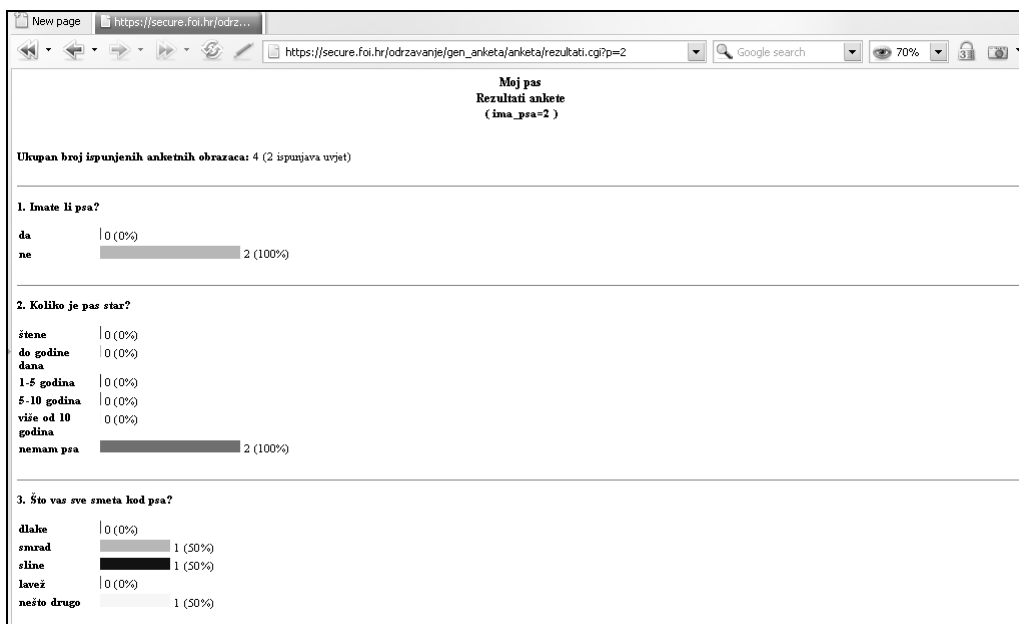 New page
https://secure.foi.hr/odrz...
https://secure.foi.hr/odrzavanje/gen_anketa/anketa/rezultati.cgi?p=2
Google search
70%
31
Moj pas
Rezultati ankete
( ima_psa=2 )
Ukupan broj ispunjenih anketnih obrazaca: 4 (2 ispunjava uvjet)
1. Imate li psa?
da 0 (0%)
ne 2 (100%)
2. Koliko je pas star?
štene 0 (0%)
do godine 0 (0%)
dana
1-5 godina 0 (0%)
5-10 godina 0 (0%)
više od 10 0 (0%)
godina
nemam psa 2 (100%)
3. Što vas sve smeta kod psa?
dlake 0 (0%)
smrad 1 (50%)
sline 1 (50%)
lavež 0 (0%)
nešto drugo 1 (50%)